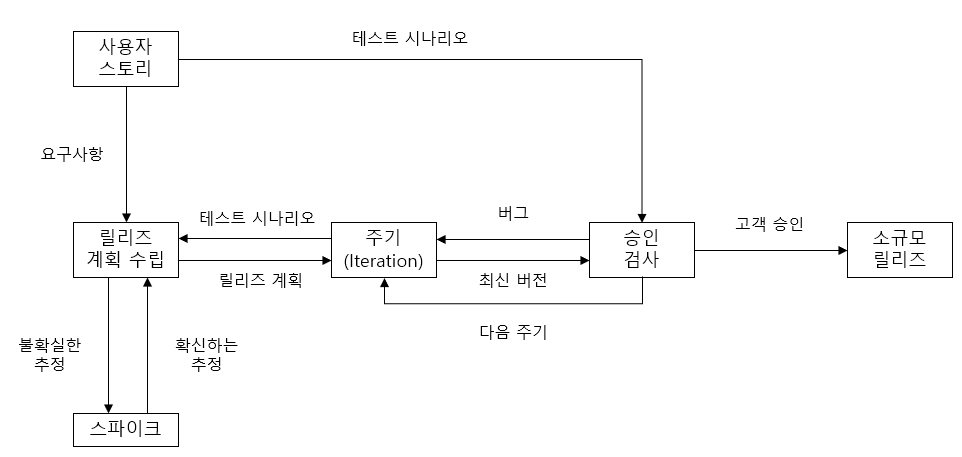 테스트 시나리오
사용자
스토리
요구사항
릴리즈
계획 수립
테스트 시나리오
릴리즈 계획
주기
(Iteration)
버그
최신 버전
다음 주기
승인
검사
고객 승인
소규모
릴리즈
불확실한
추정
확신하는
추정
스파이크